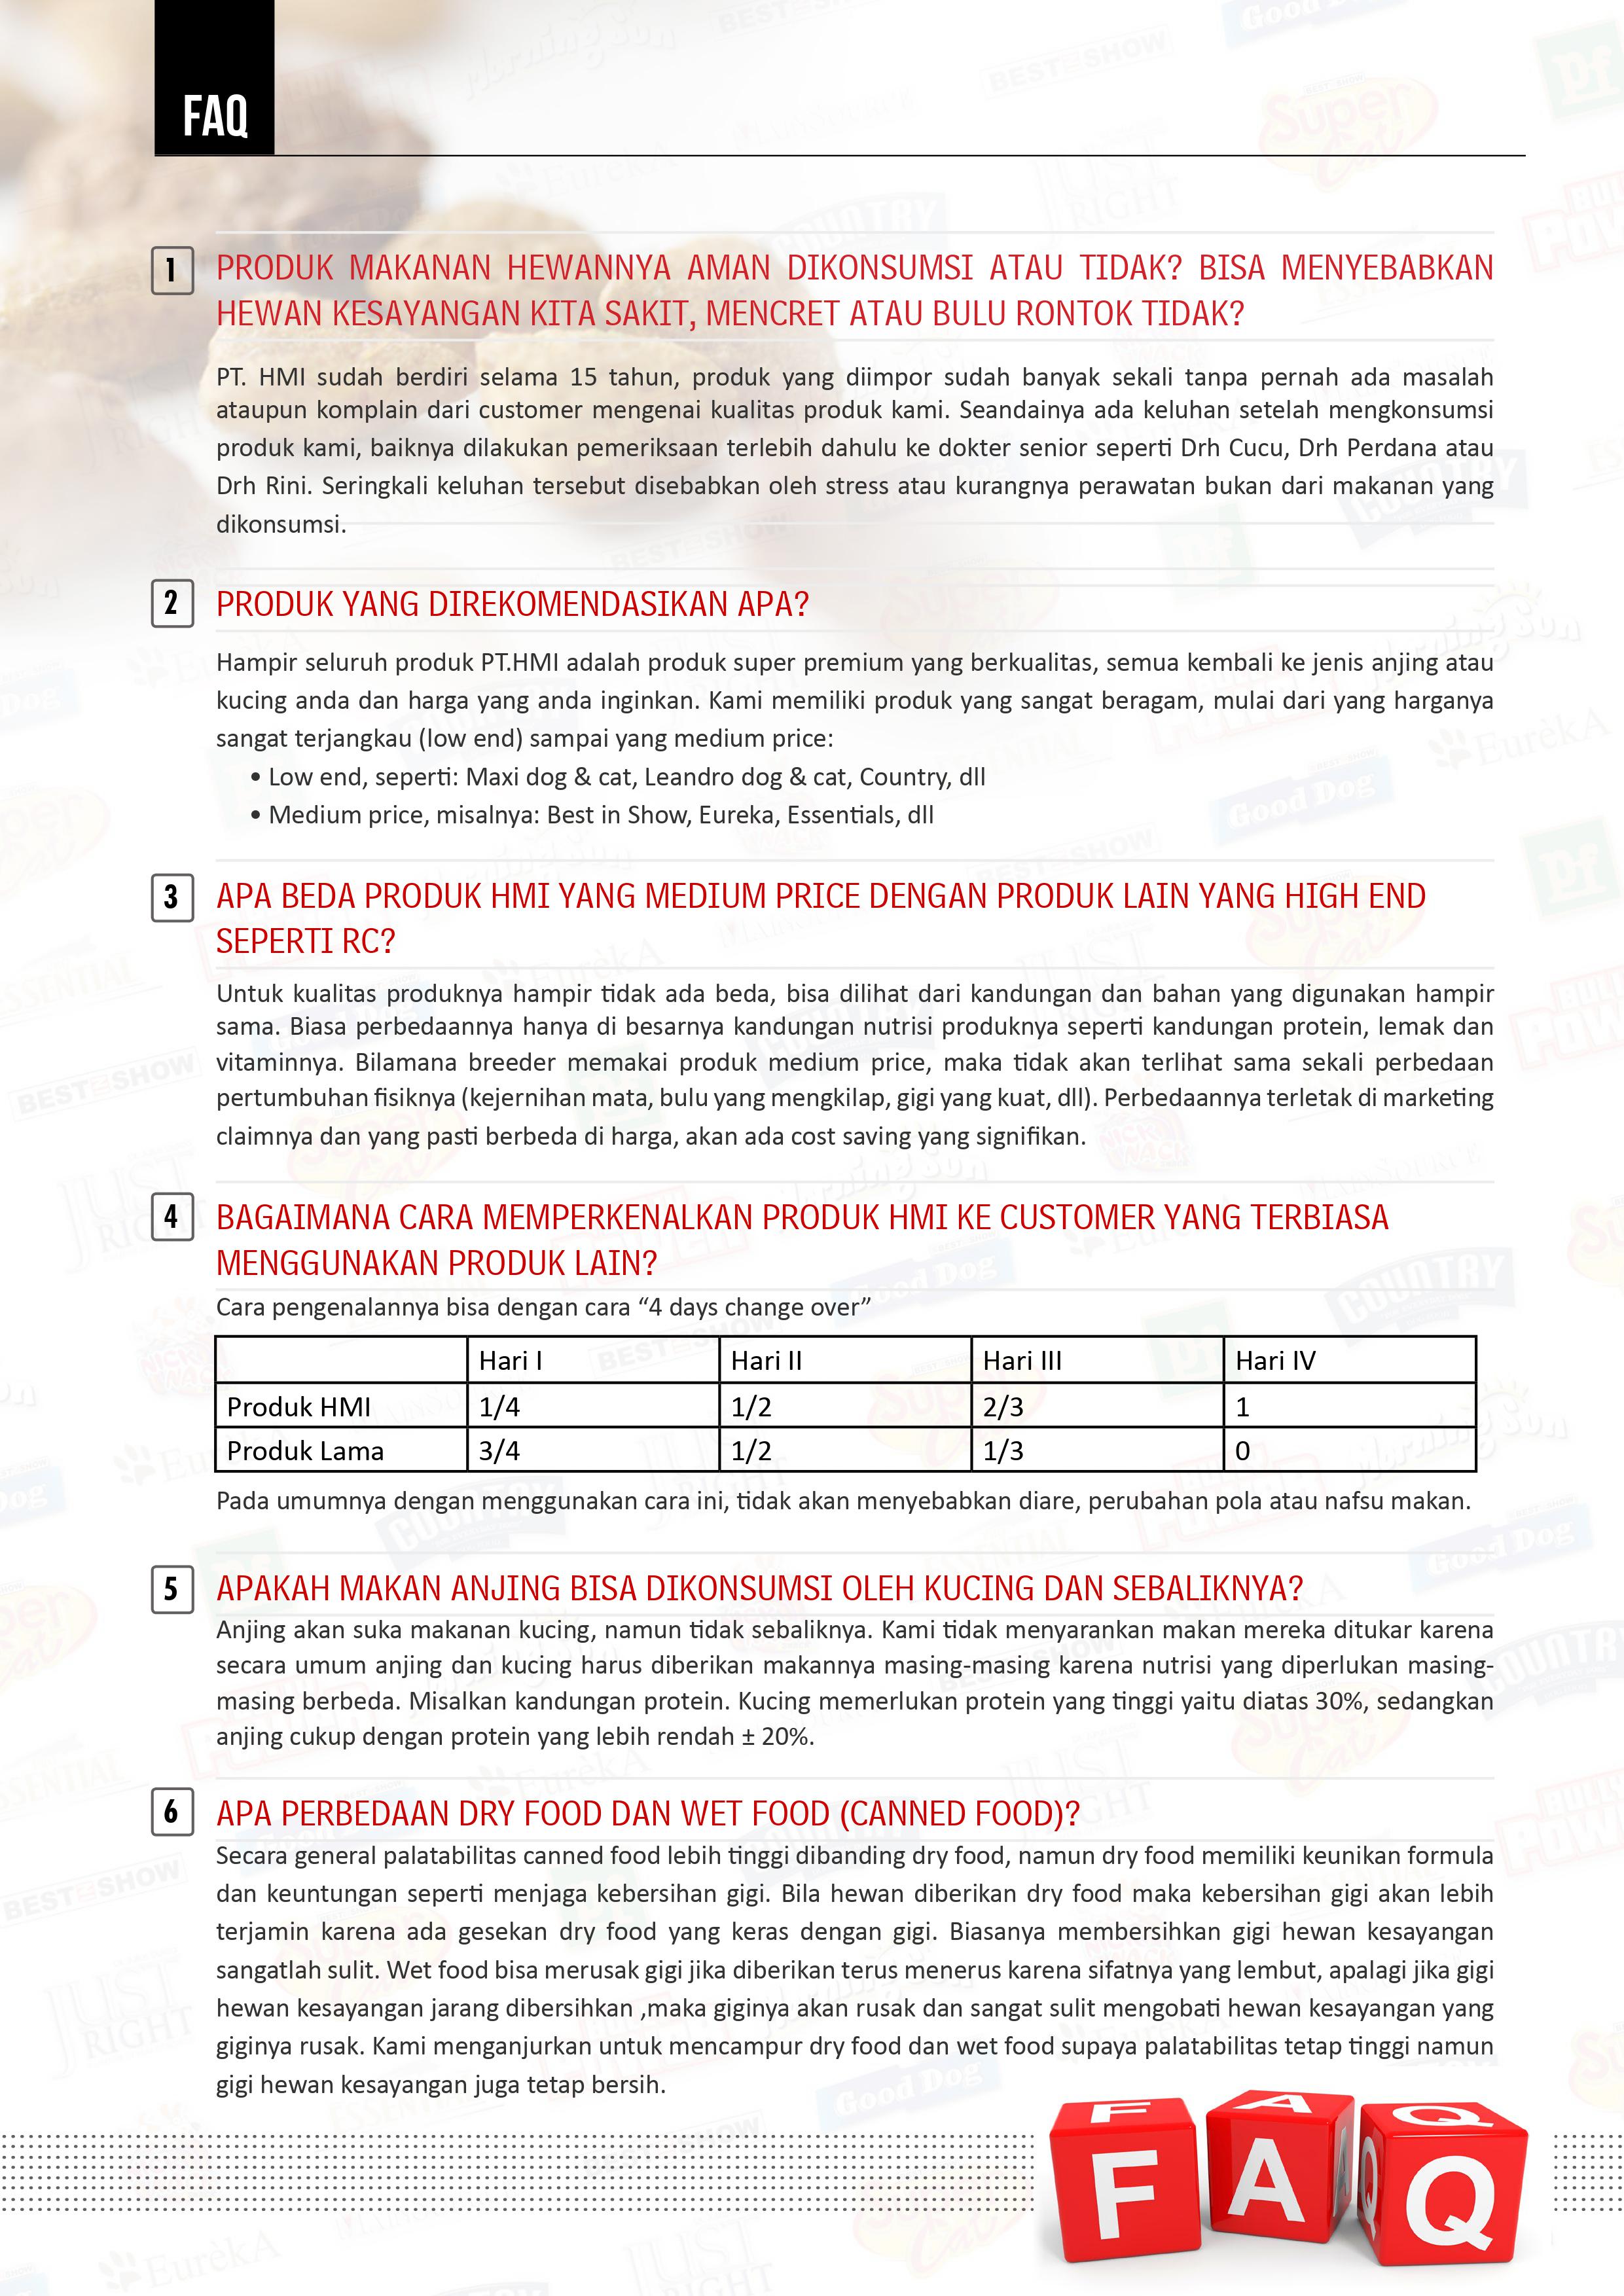 FAQ
1
PRODUK MAKANAN HEWANNYA AMAN DIKONSUMSI ATAU TIDAK? BISA MENYEBABKAN
HEWAN KESAYANGAN KITA SAKIT, MENCRET ATAU BULU RONTOK TIDAK?
PT. HMI sudah berdiri selama 15 tahun, produk yang diimpor sudah banyak sekali tanpa pernah ada masalah
ataupun komplain dari customer mengenai kualitas produk kami. Seandainya ada keluhan setelah mengkonsumsi
produk kami, baiknya dilakukan pemeriksaan terlebih dahulu ke dokter senior seperti Drh Cucu, Drh Perdana atau
Drh Rini. Seringkali keluhan tersebut disebabkan oleh stress atau kurangnya perawatan bukan dari makanan yang
dikonsumsi.
2
PRODUK YANG DIREKOMENDASIKAN APA?
Hampir seluruh produk PT.HMI adalah produk super premium yang berkualitas, semua kembali ke jenis anjing atau
kucing anda dan harga yang anda inginkan. Kami memiliki produk yang sangat beragam, mulai dari yang harganya
sangat terjangkau (low end) sampai yang medium price:
• Low end, seperti: Maxi dog & cat, Leandro dog & cat, Country, dll
• Medium price, misalnya: Best in Show, Eureka, Essentials, dll
3
APA BEDA PRODUK HMI YANG MEDIUM PRICE DENGAN PRODUK LAIN YANG HIGH END
SEPERTI RC?
Untuk kualitas produknya hampir tidak ada beda, bisa dilihat dari kandungan dan bahan yang digunakan hampir
sama. Biasa perbedaannya hanya di besarnya kandungan nutrisi produknya seperti kandungan protein, lemak dan
vitaminnya. Bilamana breeder memakai produk medium price, maka tidak akan terlihat sama sekali perbedaan
pertumbuhan fisiknya (kejernihan mata, bulu yang mengkilap, gigi yang kuat, dll). Perbedaannya terletak di marketing
claimnya dan yang pasti berbeda di harga, akan ada cost saving yang signifikan.
4
BAGAIMANA CARA MEMPERKENALKAN PRODUK HMI KE CUSTOMER YANG TERBIASA
MENGGUNAKAN PRODUK LAIN?
Cara pengenalannya bisa dengan cara “4 days change over”
Hari I Hari II Hari III Hari IV
Produk HMI 1/4 1/2 2/3 1
Produk Lama 3/4 1/2 1/3 0
Pada umumnya dengan menggunakan cara ini, tidak akan menyebabkan diare, perubahan pola atau nafsu makan.
5
APAKAH MAKAN ANJING BISA DIKONSUMSI OLEH KUCING DAN SEBALIKNYA?
Anjing akan suka makanan kucing, namun tidak sebaliknya. Kami tidak menyarankan makan mereka ditukar karena
secara umum anjing dan kucing harus diberikan makannya masing-masing karena nutrisi yang diperlukan masing-
masing berbeda. Misalkan kandungan protein. Kucing memerlukan protein yang tinggi yaitu diatas 30%, sedangkan
anjing cukup dengan protein yang lebih rendah ± 20%.
6
APA PERBEDAAN DRY FOOD DAN WET FOOD (CANNED FOOD)?
Secara general palatabilitas canned food lebih tinggi dibanding dry food, namun dry food memiliki keunikan formula
dan keuntungan seperti menjaga kebersihan gigi. Bila hewan diberikan dry food maka kebersihan gigi akan lebih
terjamin karena ada gesekan dry food yang keras dengan gigi. Biasanya membersihkan gigi hewan kesayangan
sangatlah sulit. Wet food bisa merusak gigi jika diberikan terus menerus karena sifatnya yang lembut, apalagi jika gigi
hewan kesayangan jarang dibersihkan ,maka giginya akan rusak dan sangat sulit mengobati hewan kesayangan yang
giginya rusak. Kami menganjurkan untuk mencampur dry food dan wet food supaya palatabilitas tetap tinggi namun
gigi hewan kesayangan juga tetap bersih.
F A Q
F A Q